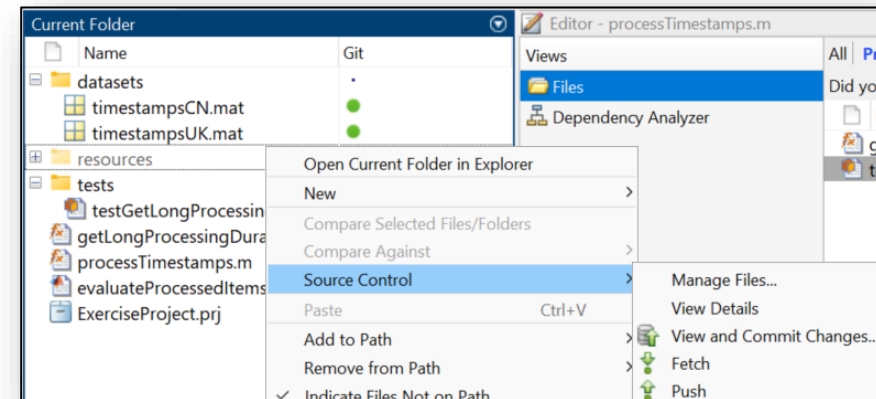 Current Folder
Name Git
datasets
timestampsCN.mat
timestampsUK.mat
resources
tests
testGetLongProcessin
getLongProcessingDura
processTimestamps.m
evaluateProcessedItems
ExerciseProject.prj
Editor - processTimestamps.m
Views
Files
Dependency Analyzer
All Pr
Did yo
g
t
Open Current Folder in Explorer
New
Compare Selected Files/Folders
Compare Against
Source Control
Paste Ctrl+V
Add to Path
Remove from Path
Indicate Files Not on Path
Manage Files...
View Details
View and Commit Changes...
Fetch
Push